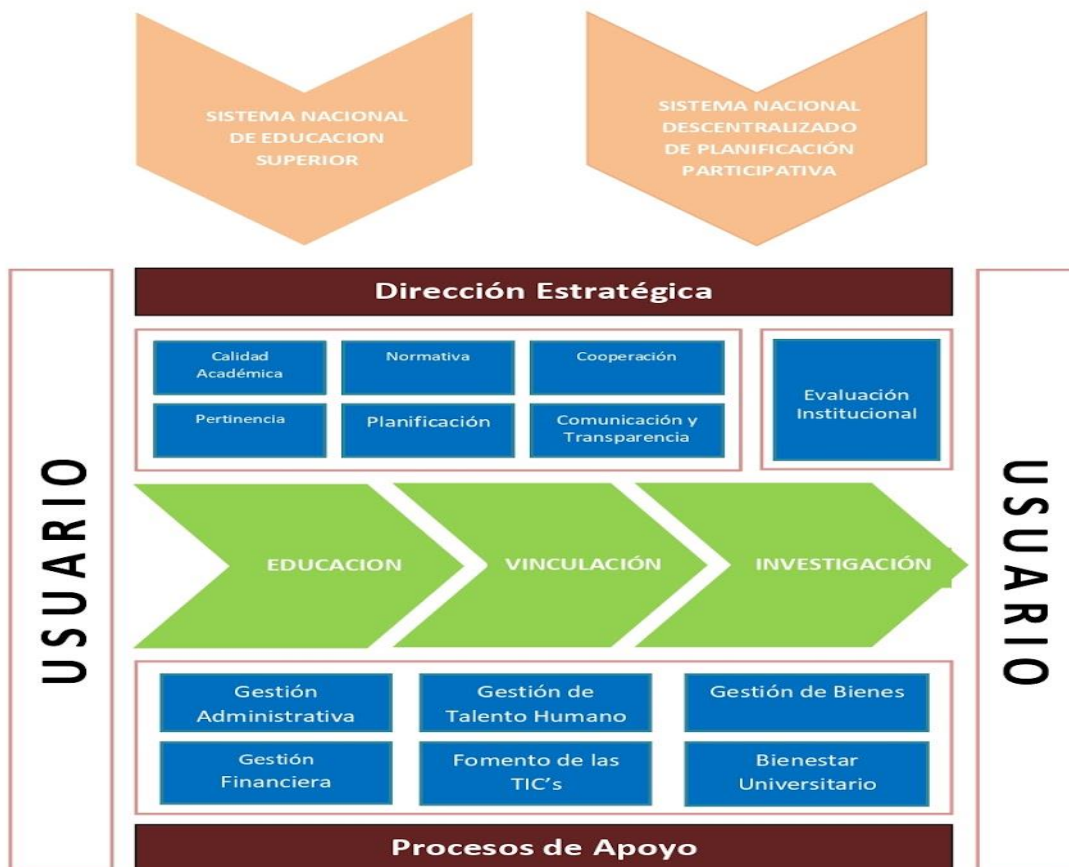 SISTEMA NACIONAL
DE EDUCACION
SUPERIOR
SISTEMA NACIONAL
DESCENTRALIZADO
DE PLANIFICACIÓN
PARTICIPATIVA
USUARIO
Dirección Estratégica
Calidad
Académica
Normativa
Cooperación
Pertinencia
Planificación
Comunicación y
Transparencia
Evaluación
Institucional
EDUCACION
VINCULACIÓN
INVESTIGACIÓN
Gestión
Administrativa
Gestión de
Talento Humano
Gestión de Bienes
Gestión
Financiera
Fomento de las
TIC’s
Bienestar
Universitario
Procesos de Apoyo
USUARIO